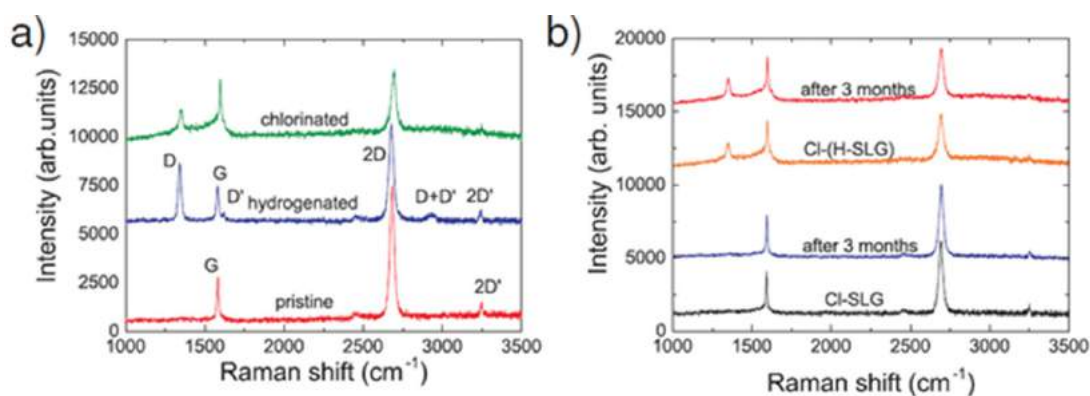 a)
15000
12500
10000
7500
5000
2500
0
Intensity (arb.units)
chlorinated
D
G
D'
hydrogenated
2D
D+D'
2D'
G
pristine
2D'
1000 1500 2000 2500 3000 3500
Raman shift (cm⁻¹)
b)
20000
15000
10000
5000
0
Intensity (arb. units)
after 3 months
Cl-(H-SLG)
after 3 months
Cl-SLG
1000 1500 2000 2500 3000 3500
Raman shift (cm⁻¹)